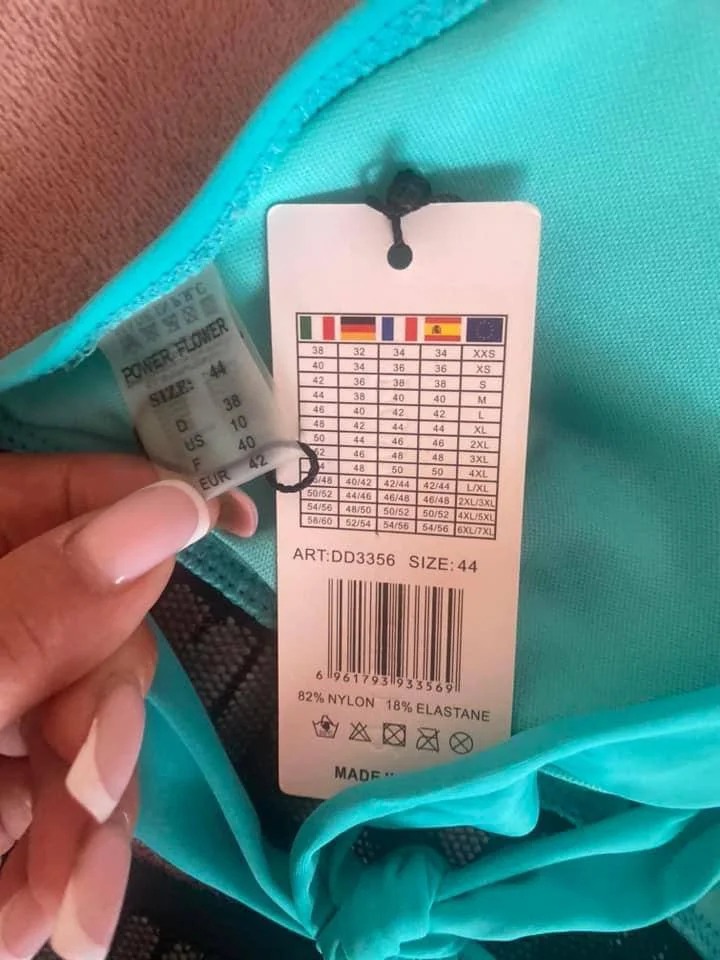 POWER FLOWER
SIZE: 44
D 38
US 10
F 40
EUR 42
38 32 34 34 XXS
40 34 36 36 XS
42 36 38 38 S
44 38 40 40 M
46 40 42 42 L
48 42 44 44 XL
50 44 46 46 2XL
52 46 48 48 3XL
54 48 50 50 4XL
46/48 40/42 42/44 42/44 L/XL
50/52 44/46 46/48 46/48 2XL/3XL
54/56 48/50 50/52 50/52 4XL/5XL
58/60 52/54 54/56 54/56 6XL/7XL
ART:DD3356 SIZE:44
6 961793 933569
82% NYLON 18% ELASTANE
MADE